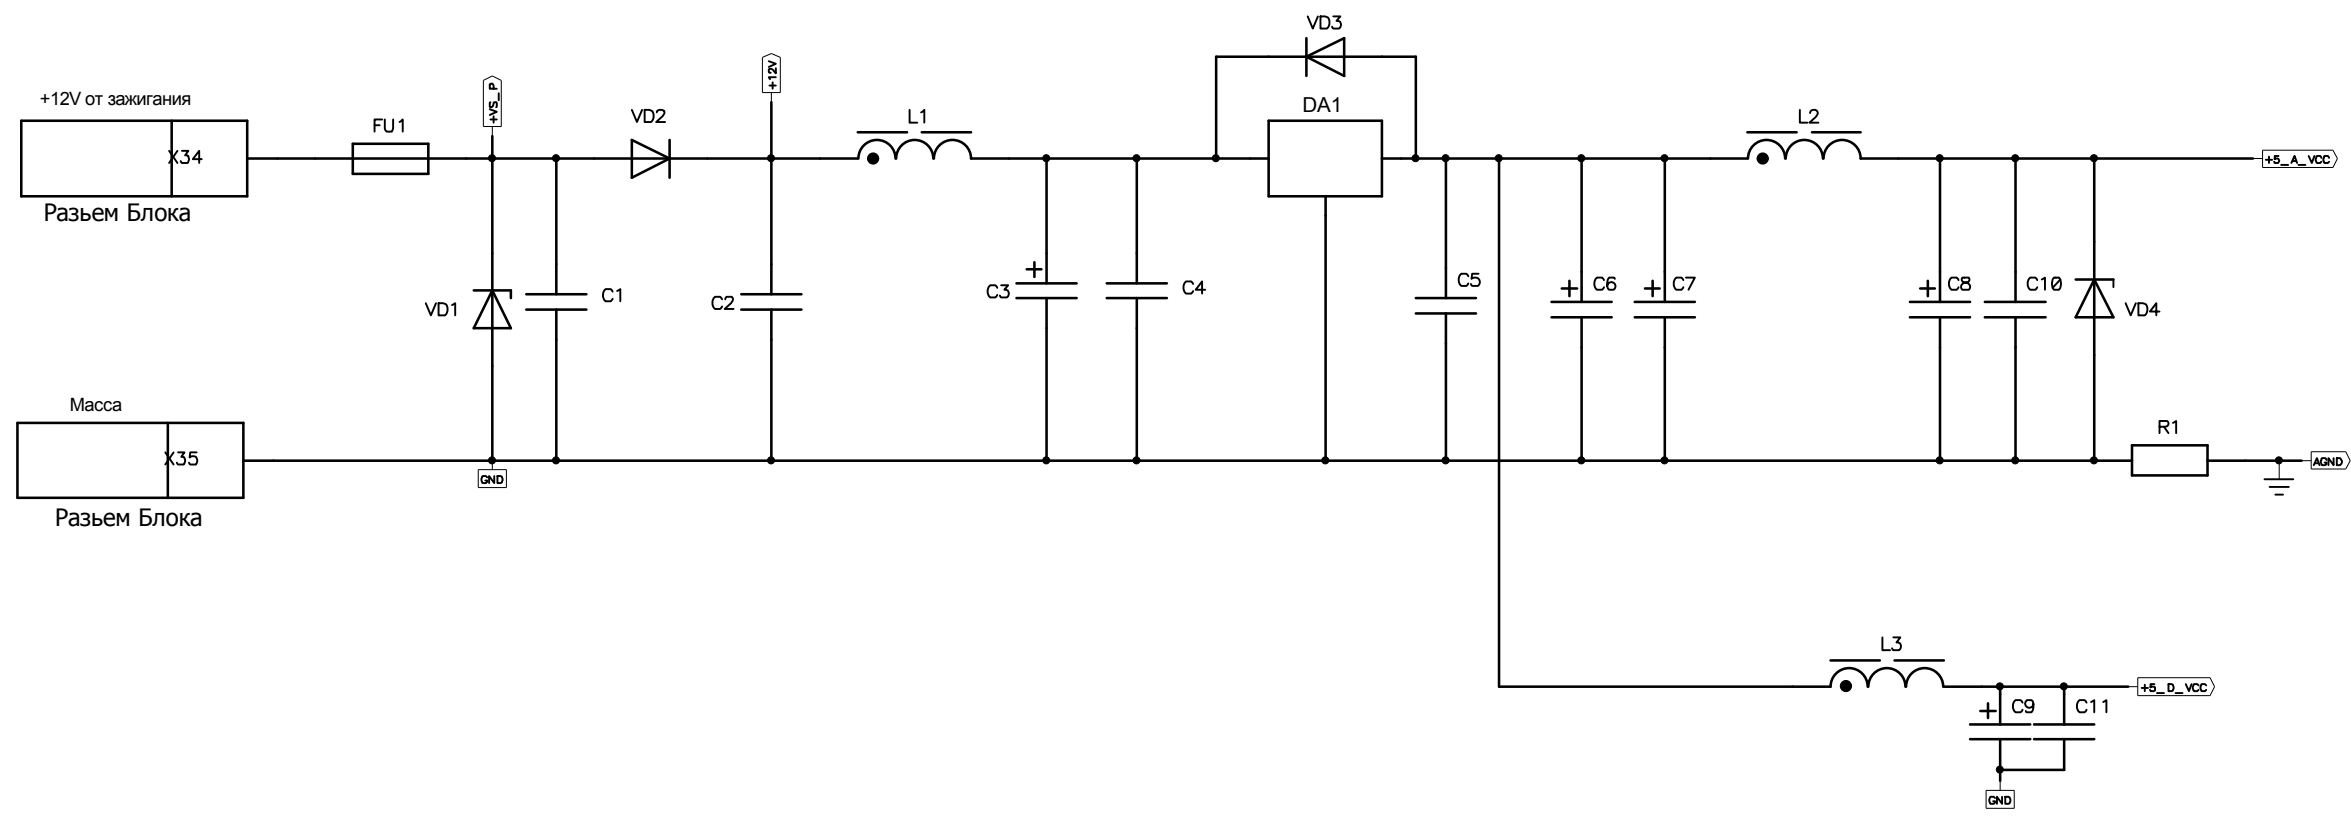 VD3
+12V
+VS_P
+12V от зажигания
VD2
DA1
FU1
L1
L2
X34
+5_A_VCC
Разьем Блока
C3
+
C4
C5
+
C6
+
C7
+
C8
C10
VD1
C1
C2
VD4
Масса
R1
X35
GND
AGND
Разьем Блока
L3
+5_D_VCC
+
C9
C11
GND